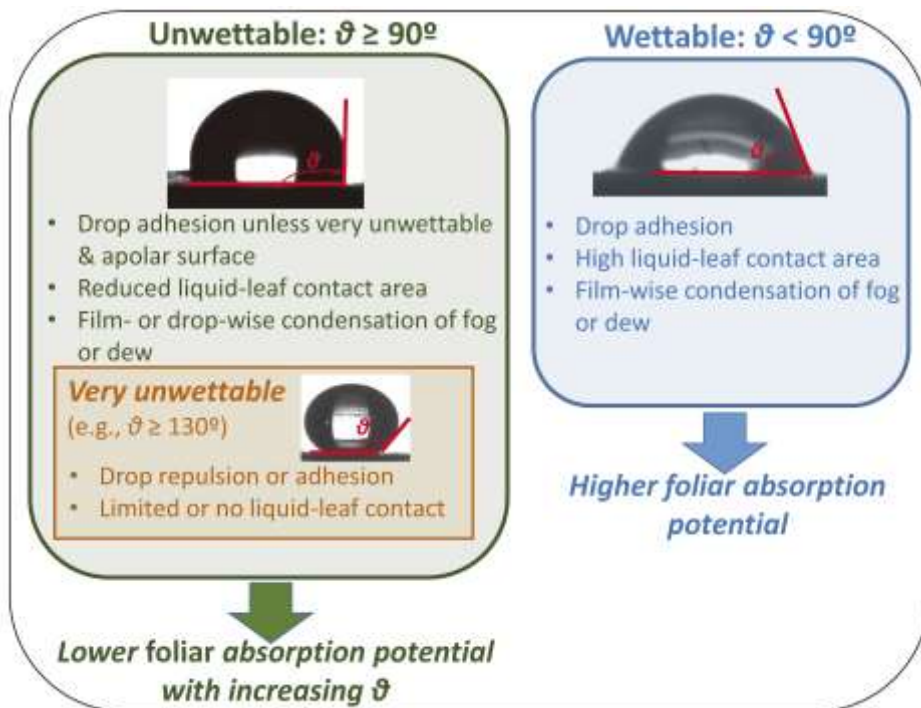 Unwettable: ϑ ≥ 90º
ϑ
• Drop adhesion unless very unwettable
& apolar surface
• Reduced liquid-leaf contact area
• Film- or drop-wise condensation of fog
or dew
Very unwettable
(e.g., ϑ ≥ 130º)
ϑ
• Drop repulsion or adhesion
• Limited or no liquid-leaf contact
Lower foliar absorption potential
with increasing ϑ
Wettable: ϑ < 90º
ϑ
• Drop adhesion
• High liquid-leaf contact area
• Film-wise condensation of fog
or dew
Higher foliar absorption
potential